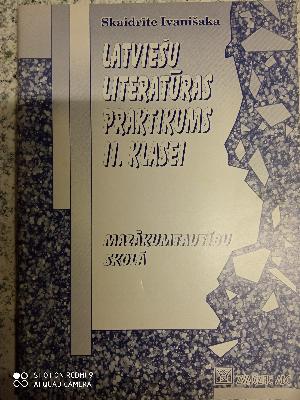 Skaidrīte Ivanišaka
LATVIEŠU
LITERATŪRAS
PRAKTIKUMS
11. KLASEI
MAZĀKUMTAUTĪBU
SKOLĀ
SHOT ON REDMI 9
AI QUAD CAMERA